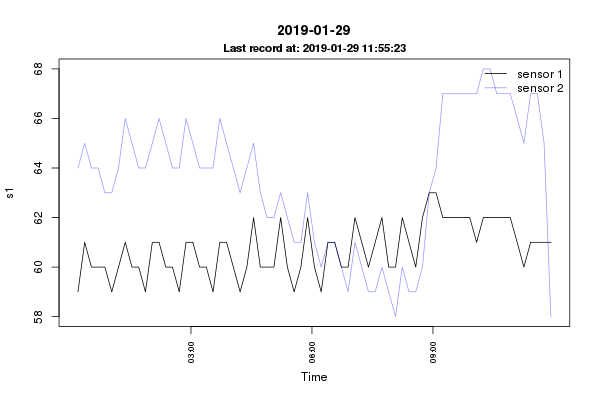 2019-01-29
Last record at: 2019-01-29 11:55:23
68
66
64
62
60
58
s1
sensor 1
sensor 2
03:00
06:00
09:00
Time